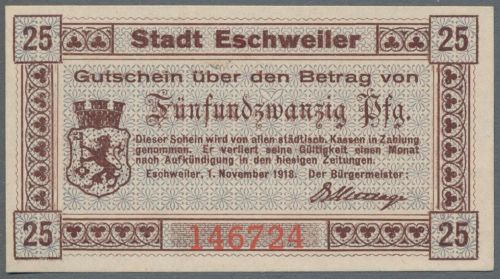 25 Stadt Eschweiler 25
Gutschein über den Betrag von
Fünfundzwanzig Pfg.
Dieser Schein wird von allen städtisch. Kassen in Zahlung
genommen. Er verliert seine Gültigkeit einen Monat
nach Aufkündigung in den hiesigen Zeitungen.
Eschweiler, 1. November 1918. Der Bürgermeister:
25 146724 25